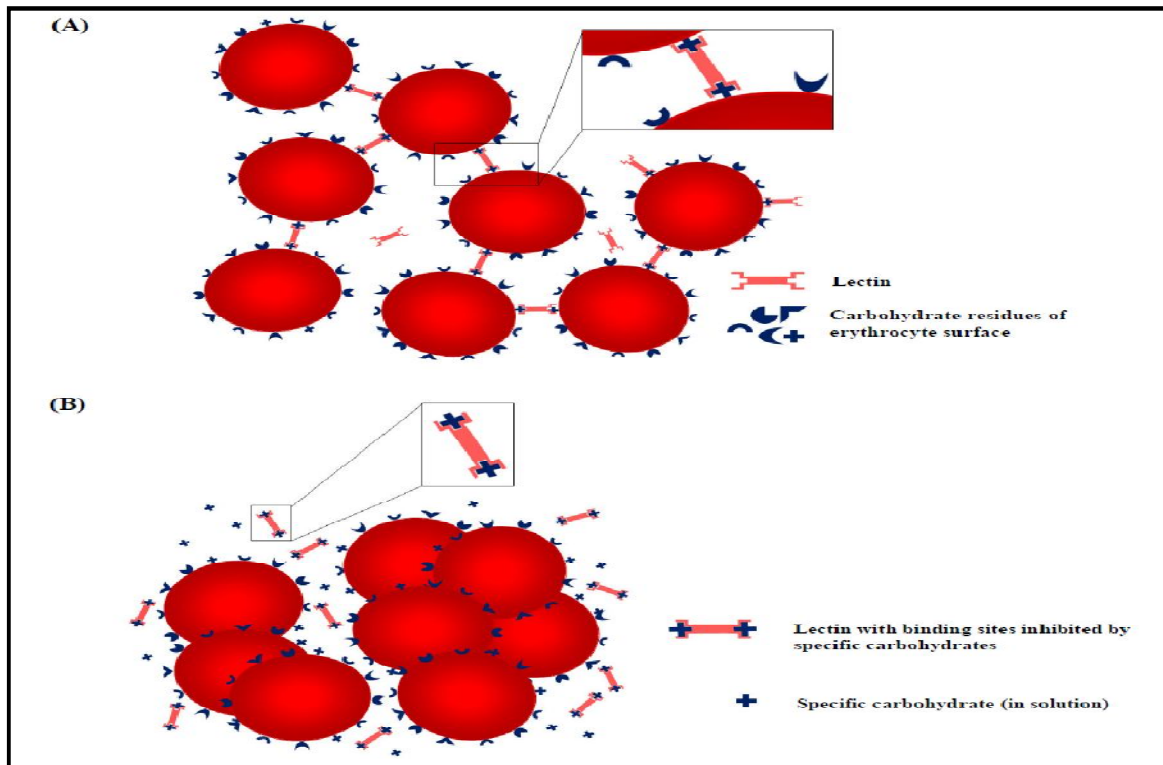 (A)
Lectin
Carbohydrate residues of
erythrocyte surface
(B)
Lectin with binding sites inhibited by
specific carbohydrates
Specific carbohydrate (in solution)